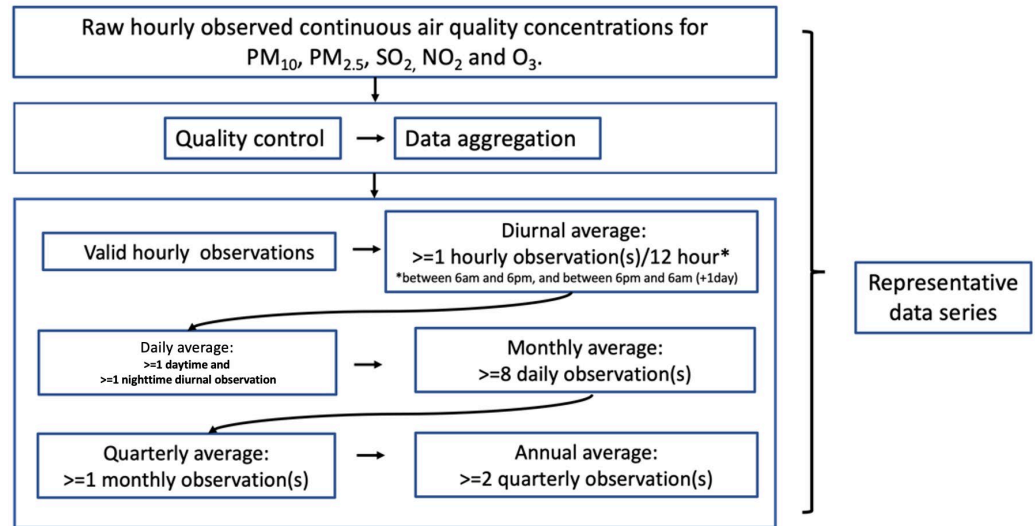 Raw hourly observed continuous air quality concentrations for
PM₁₀, PM₂.₅, SO₂, NO₂ and O₃.
Quality control
Data aggregation
Valid hourly observations
Diurnal average:
>=1 hourly observation(s)/12 hour*
*between 6am and 6pm, and between 6pm and 6am (+1day)
Daily average:
>=1 daytime and
>=1 nighttime diurnal observation
Monthly average:
>=8 daily observation(s)
Quarterly average:
>=1 monthly observation(s)
Annual average:
>=2 quarterly observation(s)
Representative
data series